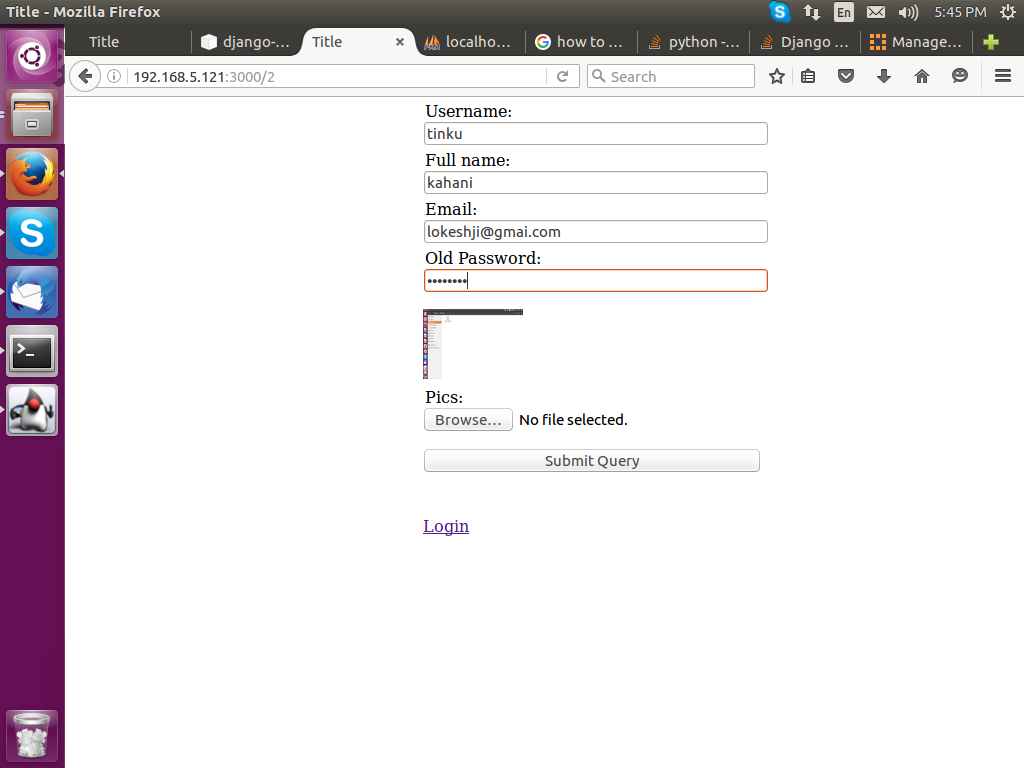 Title - Mozilla Firefox
En
5:45 PM
Title
django-...
Title
localho...
how to ...
python -...
Django ...
Manage...
192.168.5.121:3000/2
Search
Username:
tinku
Full name:
kahani
Email:
lokeshji@gmai.com
Old Password:
••••••••
Pics:
Browse...
No file selected.
Submit Query
Login